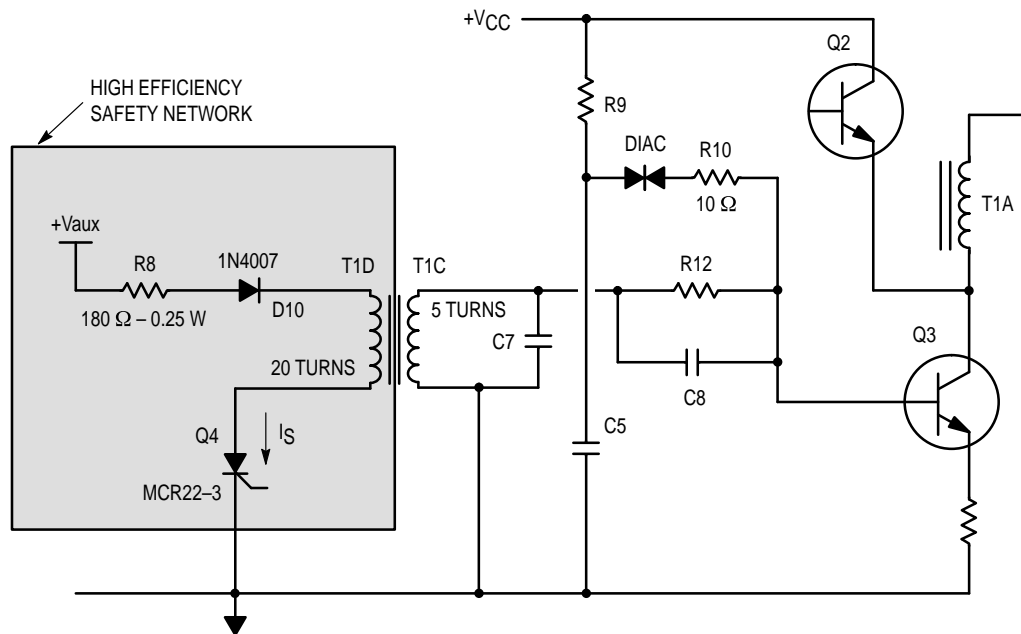 +VCC
Q2
HIGH EFFICIENCY
SAFETY NETWORK
R9
DIAC
R10
10 Ω
T1A
+Vaux
R8
1N4007
T1D
T1C
R12
180 Ω – 0.25 W
D10
5 TURNS
C7
Q3
20 TURNS
C8
Q4
IS
C5
MCR22–3